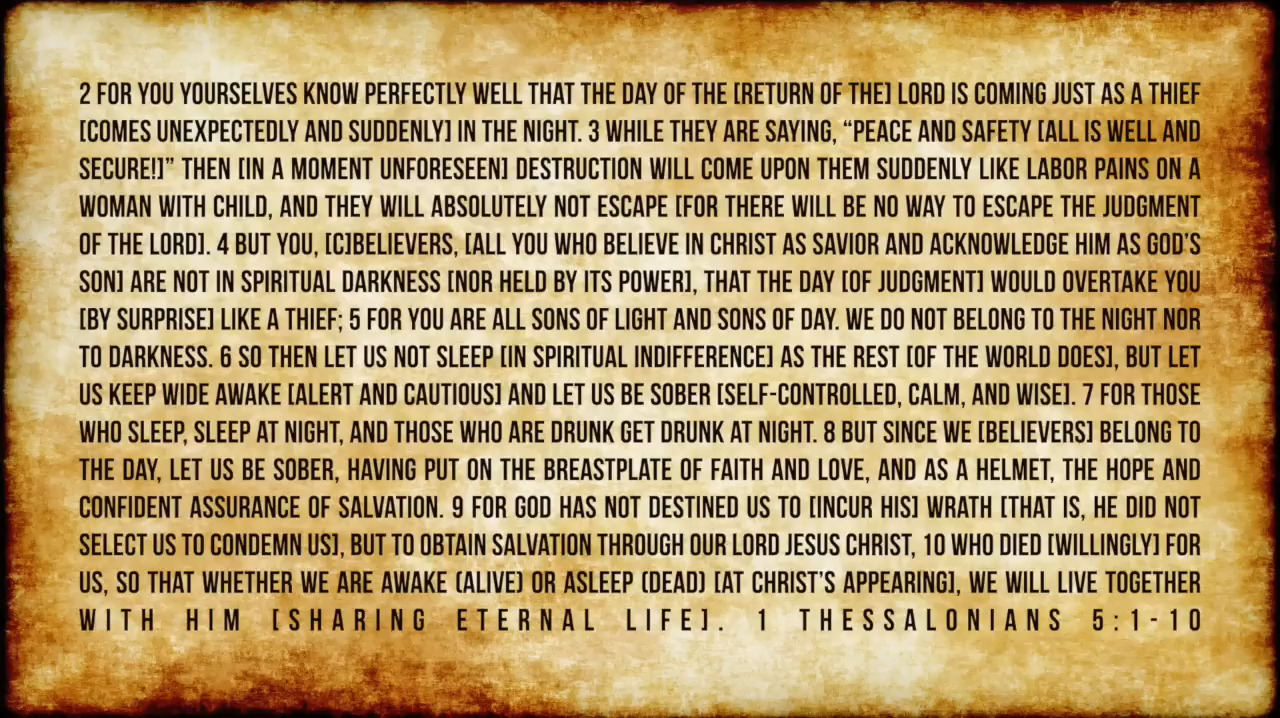 2 FOR YOU YOURSELVES KNOW PERFECTLY WELL THAT THE DAY OF THE [RETURN OF THE] LORD IS COMING JUST AS A THIEF
[COMES UNEXPECTEDLY AND SUDDENLY] IN THE NIGHT. 3 WHILE THEY ARE SAYING, “PEACE AND SAFETY [ALL IS WELL AND
SECURE!]” THEN [IN A MOMENT UNFORESEEN] DESTRUCTION WILL COME UPON THEM SUDDENLY LIKE LABOR PAINS ON A
WOMAN WITH CHILD, AND THEY WILL ABSOLUTELY NOT ESCAPE [FOR THERE WILL BE NO WAY TO ESCAPE THE JUDGMENT
OF THE LORD]. 4 BUT YOU, [C]BELIEVERS, [ALL YOU WHO BELIEVE IN CHRIST AS SAVIOR AND ACKNOWLEDGE HIM AS GOD’S
SON] ARE NOT IN SPIRITUAL DARKNESS [NOR HELD BY ITS POWER], THAT THE DAY [OF JUDGMENT] WOULD OVERTAKE YOU
[BY SURPRISE] LIKE A THIEF; 5 FOR YOU ARE ALL SONS OF LIGHT AND SONS OF DAY. WE DO NOT BELONG TO THE NIGHT NOR
TO DARKNESS. 6 SO THEN LET US NOT SLEEP [IN SPIRITUAL INDIFFERENCE] AS THE REST [OF THE WORLD DOES], BUT LET
US KEEP WIDE AWAKE [ALERT AND CAUTIOUS] AND LET US BE SOBER [SELF-CONTROLLED, CALM, AND WISE]. 7 FOR THOSE
WHO SLEEP, SLEEP AT NIGHT, AND THOSE WHO ARE DRUNK GET DRUNK AT NIGHT. 8 BUT SINCE WE [BELIEVERS] BELONG TO
THE DAY, LET US BE SOBER, HAVING PUT ON THE BREASTPLATE OF FAITH AND LOVE, AND AS A HELMET, THE HOPE AND
CONFIDENT ASSURANCE OF SALVATION. 9 FOR GOD HAS NOT DESTINED US TO [INCUR HIS] WRATH [THAT IS, HE DID NOT
SELECT US TO CONDEMN US], BUT TO OBTAIN SALVATION THROUGH OUR LORD JESUS CHRIST, 10 WHO DIED [WILLINGLY] FOR
US, SO THAT WHETHER WE ARE AWAKE (ALIVE) OR ASLEEP (DEAD) [AT CHRIST’S APPEARING], WE WILL LIVE TOGETHER
WITH HIM [SHARING ETERNAL LIFE]. 1 THESSALONIANS 5:1-10